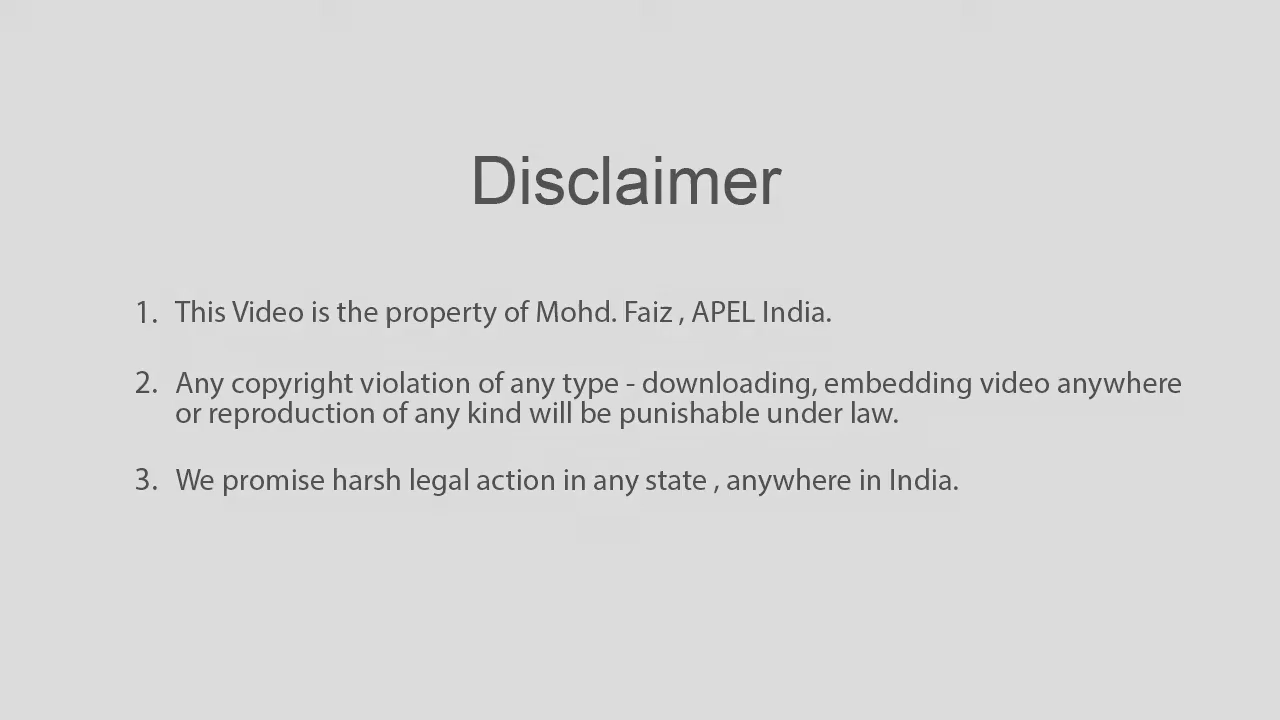 Disclaimer
1. This Video is the property of Mohd. Faiz , APEL India.
2. Any copyright violation of any type - downloading, embedding video anywhere
or reproduction of any kind will be punishable under law.
3. We promise harsh legal action in any state , anywhere in India.